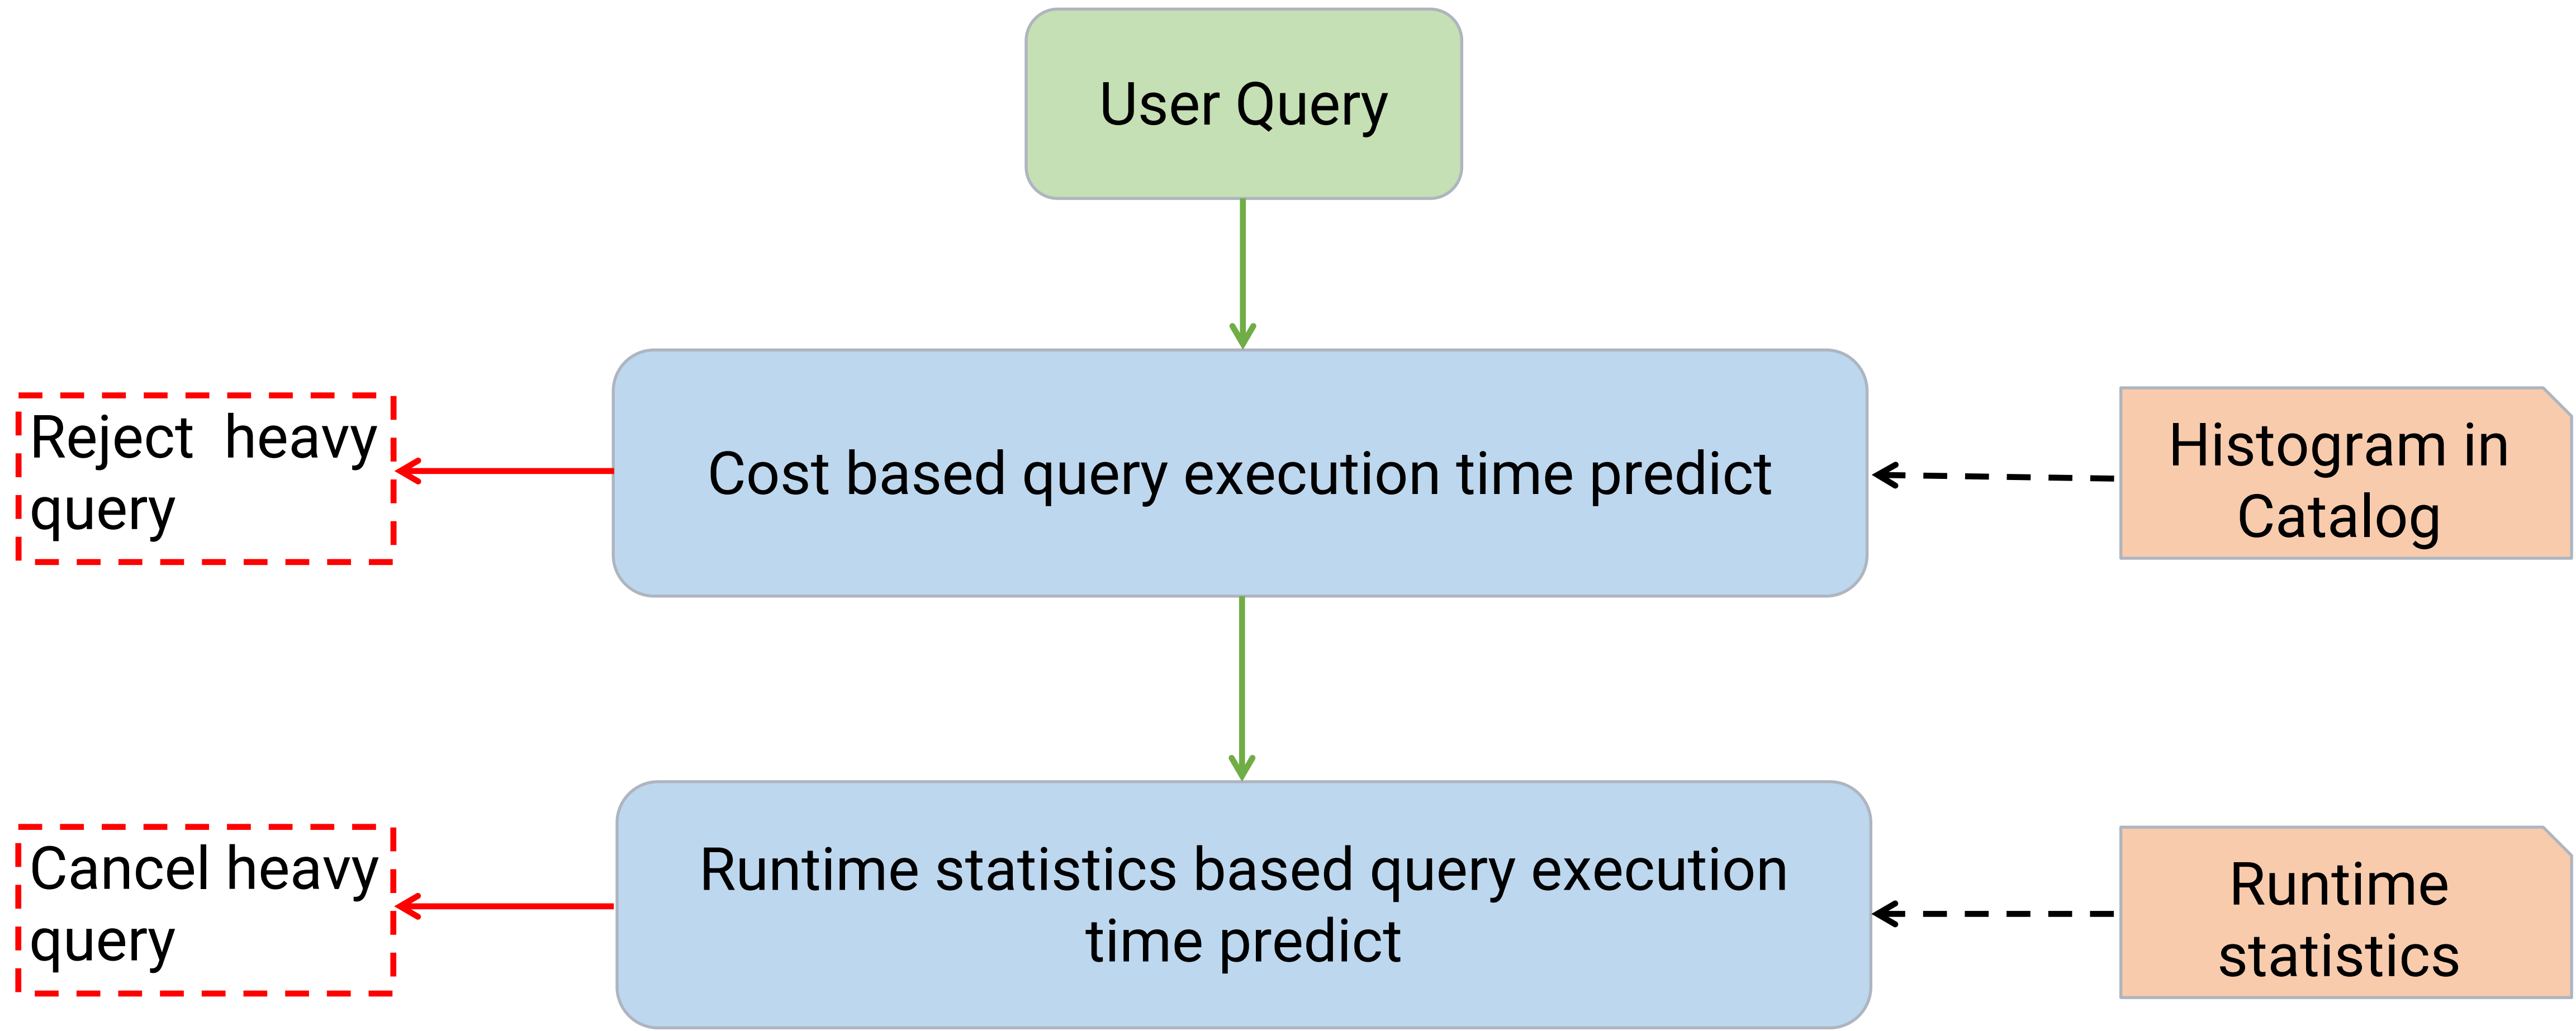 User Query
Reject heavy
query
Cost based query execution time predict
Histogram in
Catalog
Cancel heavy
query
Runtime statistics based query execution
time predict
Runtime
statistics